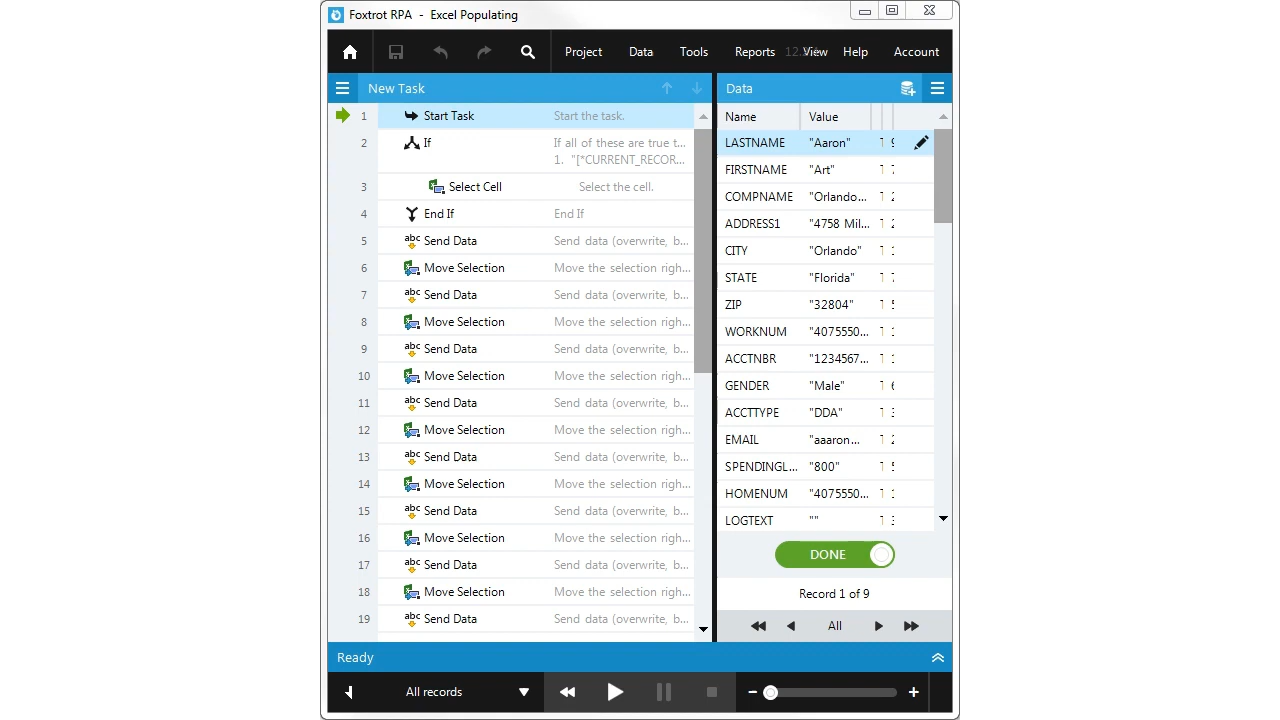 Foxtrot RPA - Excel Populating
Project Data Tools Reports View Help Account
New Task
1 Start Task Start the task.
2 If If all of these are true t...
1. "[*CURRENT_RECOR...
3 Select Cell Select the cell.
4 End If End If
5 Send Data Send data (overwrite, b...
6 Move Selection Move the selection righ...
7 Send Data Send data (overwrite, b...
8 Move Selection Move the selection righ...
9 Send Data Send data (overwrite, b...
10 Move Selection Move the selection righ...
11 Send Data Send data (overwrite, b...
12 Move Selection Move the selection righ...
13 Send Data Send data (overwrite, b...
14 Move Selection Move the selection righ...
15 Send Data Send data (overwrite, b...
16 Move Selection Move the selection righ...
17 Send Data Send data (overwrite, b...
18 Move Selection Move the selection righ...
19 Send Data Send data (overwrite, b...
Data
Name Value
LASTNAME "Aaron"
FIRSTNAME "Art"
COMPNAME "Orlando...
ADDRESS1 "4758 Mil...
CITY "Orlando"
STATE "Florida"
ZIP "32804"
WORKNUM "4075550...
ACCTNBR "1234567...
GENDER "Male"
ACCTTYPE "DDA"
EMAIL "aaaron...
SPENDINGL... "800"
HOMENUM "4075550...
LOGTEXT ""
DONE
Record 1 of 9
All
Ready
All records